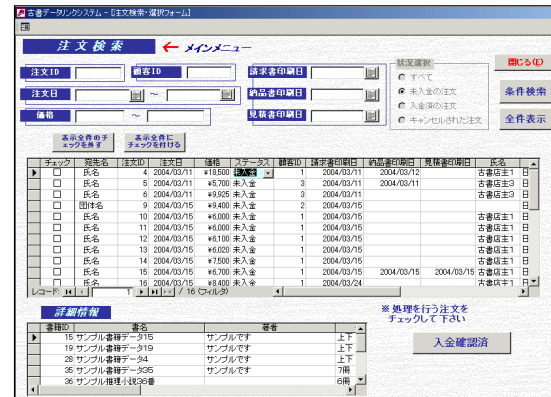 古書データリンクシステム - [注文検索・選択フォーム]
注文検索 ← メインメニュー
状況選択
閉じる(E)
注文ID 顧客ID 請求書印刷日 すべて
注文日 ~ 納品書印刷日 未入金の注文 条件検索
入金済の注文
価格 ~ 見積書印刷日 キャンセルされた注文 全件表示
表示全件のチ
ェックを外す
表示全件に
チェックを付ける
チェック 宛先名 注文ID 注文日 価格 ステータス 顧客ID 請求書印刷日 納品書印刷日 見積書印刷日 氏名
氏名 4 2004/03/11 ¥18,500 未入金 1 2004/03/11 2004/03/12 古書店主1 日
氏名 5 2004/03/11 ¥5,700 未入金 3 2004/03/11 2004/03/11 古書店主3 日
氏名 6 2004/03/11 ¥9,925 未入金 3 2004/03/11 古書店主3 日
団体名 9 2004/03/15 ¥9,400 未入金 2 2004/03/15 日
氏名 10 2004/03/15 ¥6,000 未入金 1 2004/03/15 古書店主1 日
氏名 11 2004/03/15 ¥6,000 未入金 1 2004/03/15 古書店主1 日
氏名 12 2004/03/15 ¥6,100 未入金 1 2004/03/15 古書店主1 日
氏名 13 2004/03/15 ¥6,020 未入金 1 2004/03/15 古書店主1 日
氏名 14 2004/03/15 ¥7,500 未入金 1 2004/03/15 古書店主1 日
氏名 15 2004/03/15 ¥6,700 未入金 1 2004/03/15 2004/03/15 2004/03/15 古書店主1 日
氏名 16 2004/03/15 ¥8,400 未入金 1 2004/03/24 古書店主1 日
レコード: 1 / 16 (フィルタ)
詳細情報
※ 処理を行う注文を
チェックして下さい
書籍ID 書名 著者
15 サンプル書籍データ15 サンプルです 上下
19 サンプル書籍データ19 サンプルです 上下
28 サンプル書籍データ4 サンプルです 上下
35 サンプル書籍データ35 サンプルです 7冊
36 サンプル推理小説36番 6冊
入金確認済